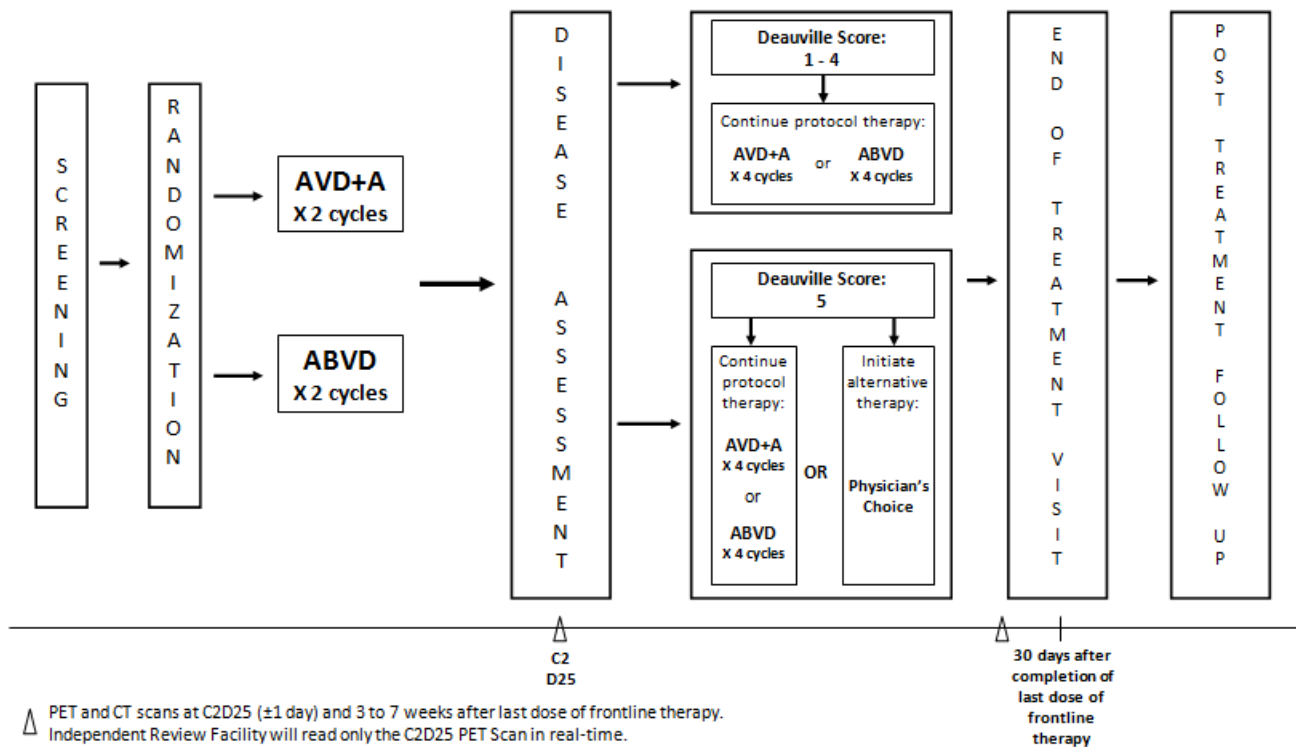 SCREENING
RANDOMIZATION
AVD+A
X 2 cycles
ABVD
X 2 cycles
DISEASE ASSESSMENT
Deauville Score:
1 - 4
Continue protocol therapy:
AVD+A or ABVD
X 4 cycles X 4 cycles
Deauville Score:
5
Continue
protocol
therapy:
AVD+A
X 4 cycles
or
ABVD
X 4 cycles
OR
Initiate
alternative
therapy:
Physician's
Choice
END OF TREATMENT VISIT
POST TREATMENT FOLLOW UP
C2
D25
30 days after
completion of
last dose of
frontline
therapy
PET and CT scans at C2D25 (±1 day) and 3 to 7 weeks after last dose of frontline therapy.
Independent Review Facility will read only the C2D25 PET Scan in real-time.